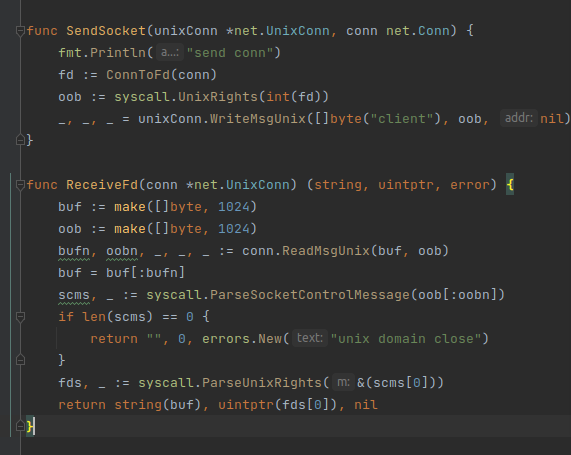 func SendSocket(unixConn *net.UnixConn, conn net.Conn) {
    fmt.Println( a...: "send conn")
    fd := ConnToFd(conn)
    oob := syscall.UnixRights(int(fd))
    _, _, _ = unixConn.WriteMsgUnix([]byte("client"), oob, addr: nil)
}
func ReceiveFd(conn *net.UnixConn) (string, uintptr, error) {
    buf := make([]byte, 1024)
    oob := make([]byte, 1024)
    bufn, oobn, _, _, _ := conn.ReadMsgUnix(buf, oob)
    buf = buf[:bufn]
    scms, _ := syscall.ParseSocketControlMessage(oob[:oobn])
    if len(scms) == 0 {
        return "", 0, errors.New( text: "unix domain close")
    }
    fds, _ := syscall.ParseUnixRights( m: &(scms[0]))
    return string(buf), uintptr(fds[0]), nil
}